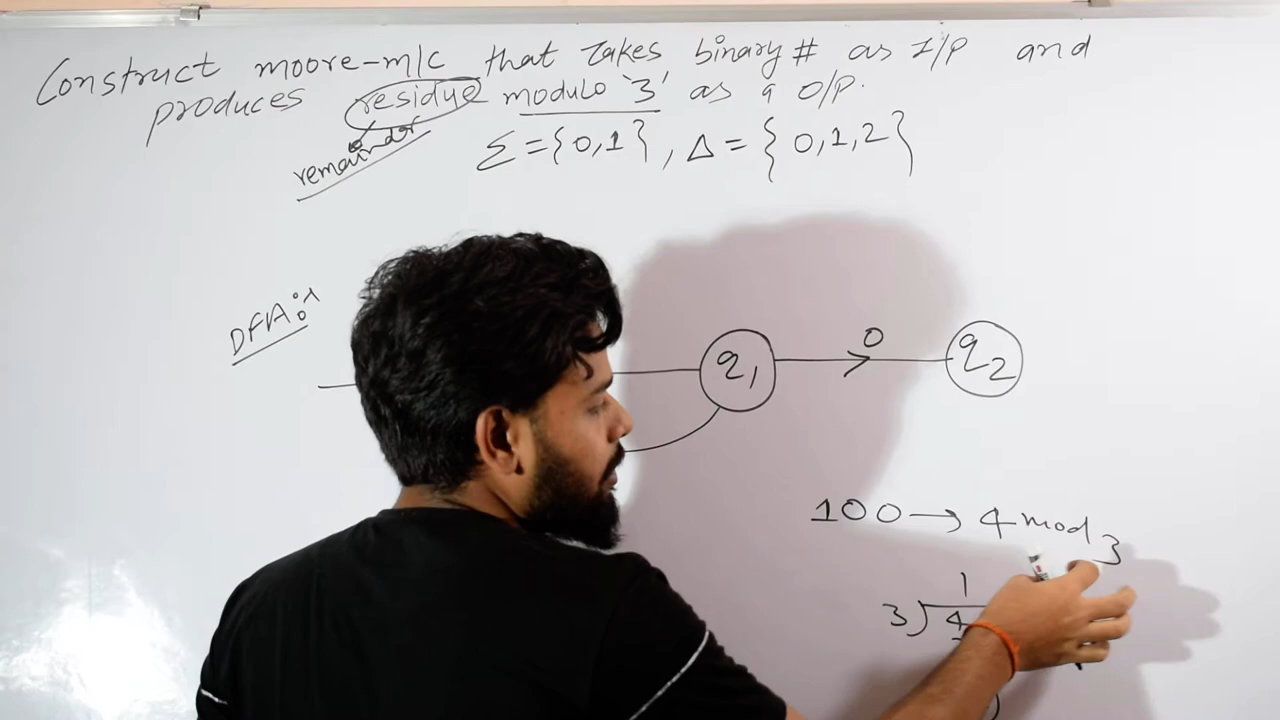 Construct moore-m/c that Takes binary # as I/P and
produces residue modulo '3' as a O/P.
remainder
Σ = {0,1}, Δ = {0,1,2}
DFA:
0
q1
q2
100 → 4 mod 3
1
3) 4